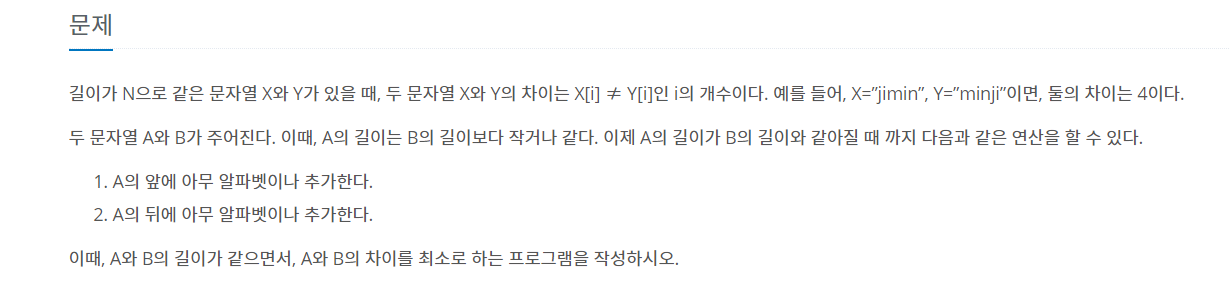 문제
길이가 N으로 같은 문자열 X와 Y가 있을 때, 두 문자열 X와 Y의 차이는 X[i] ≠ Y[i]인 i의 개수이다. 예를 들어, X=”jimin”, Y=”minji”이면, 둘의 차이는 4이다.
두 문자열 A와 B가 주어진다. 이때, A의 길이는 B의 길이보다 작거나 같다. 이제 A의 길이가 B의 길이와 같아질 때 까지 다음과 같은 연산을 할 수 있다.
1. A의 앞에 아무 알파벳이나 추가한다.
2. A의 뒤에 아무 알파벳이나 추가한다.
이때, A와 B의 길이가 같으면서, A와 B의 차이를 최소로 하는 프로그램을 작성하시오.